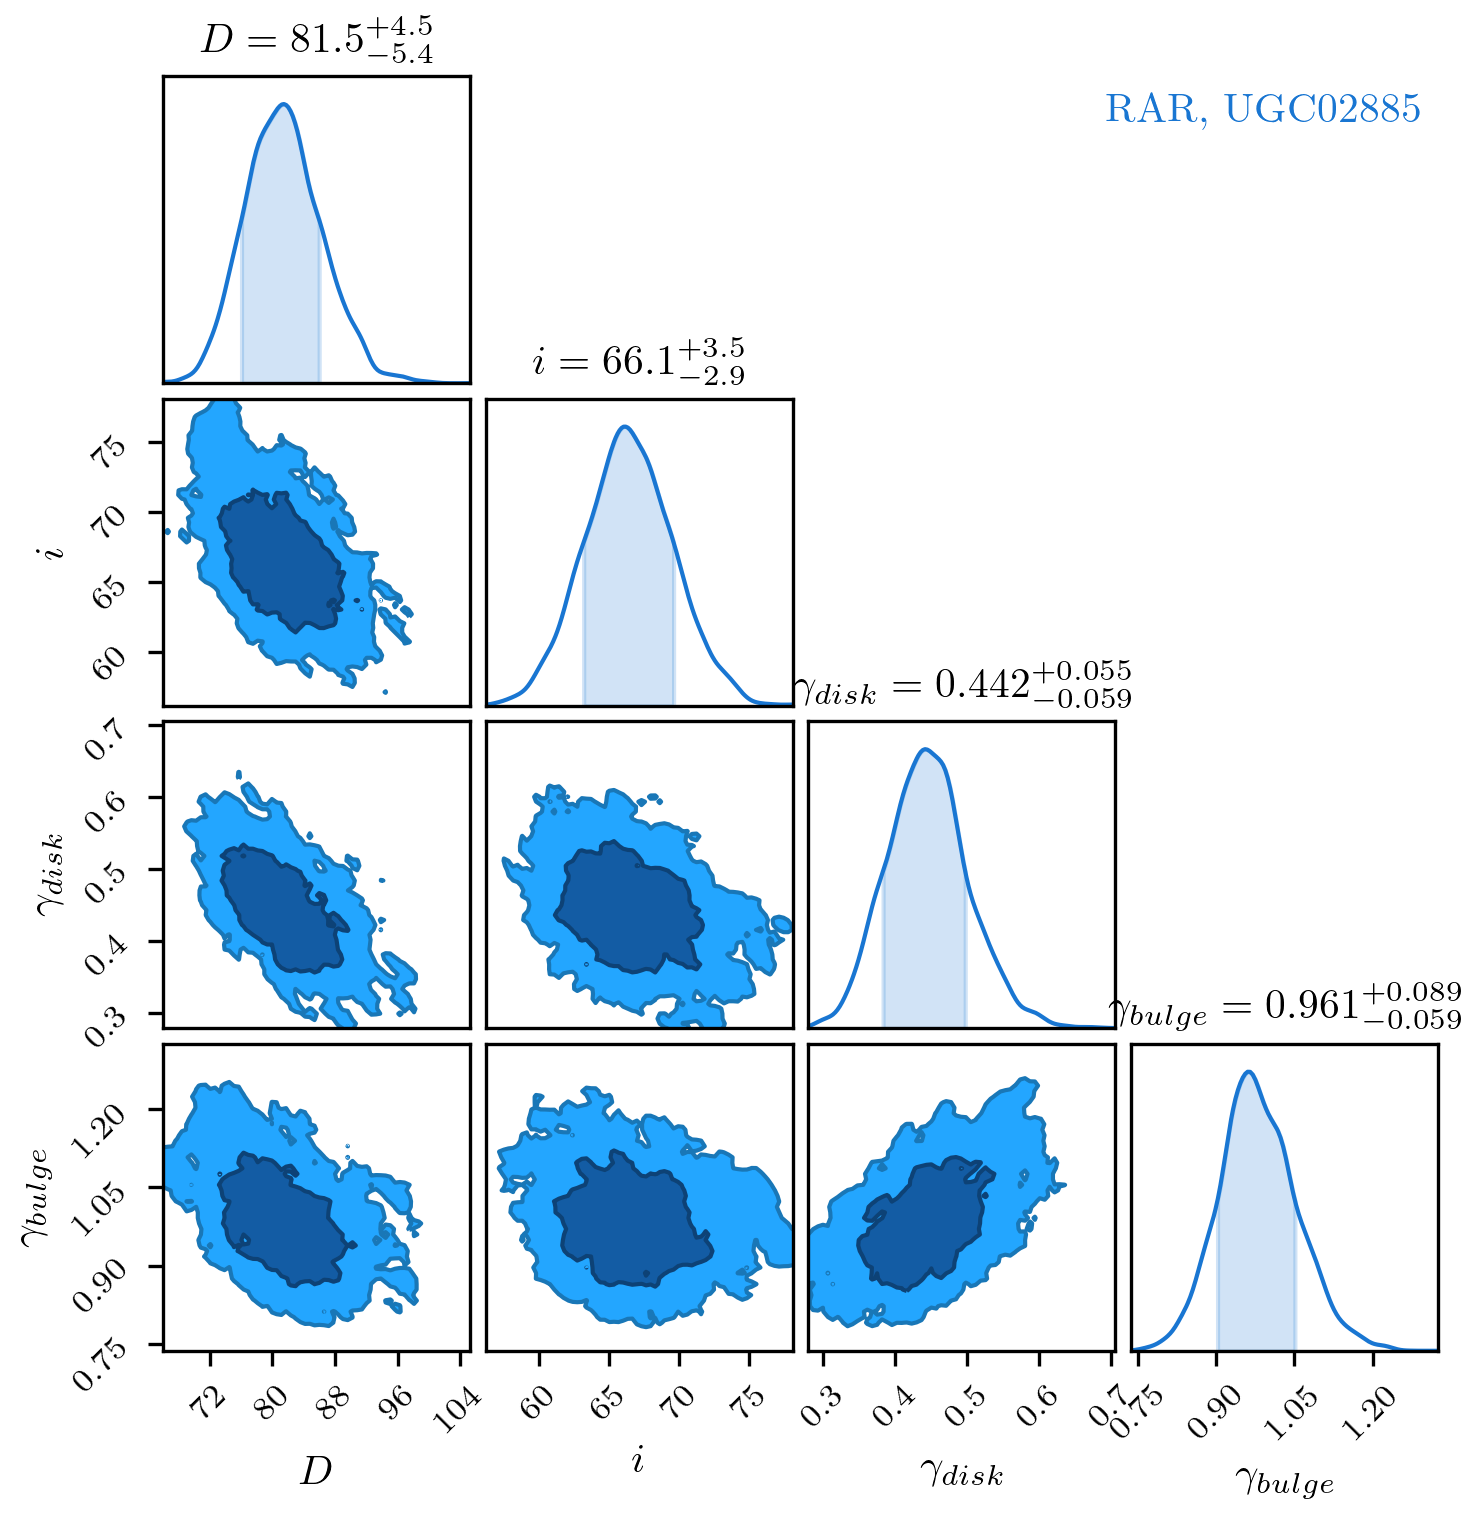 D = 81.5^{+4.5}_{-5.4}
RAR, UGC02885
i = 66.1^{+3.5}_{-2.9}
75
70
65
60
i
γ_{disk} = 0.442^{+0.055}_{-0.059}
0.7
0.6
0.5
0.4
0.3
γ_{disk}
γ_{bulge} = 0.961^{+0.089}_{-0.059}
1.20
1.05
0.90
0.75
γ_{bulge}
72 80 88 96 104 60 65 70 75 0.3 0.4 0.5 0.6 0.7 0.75 0.90 1.05 1.20
D i γ_{disk} γ_{bulge}